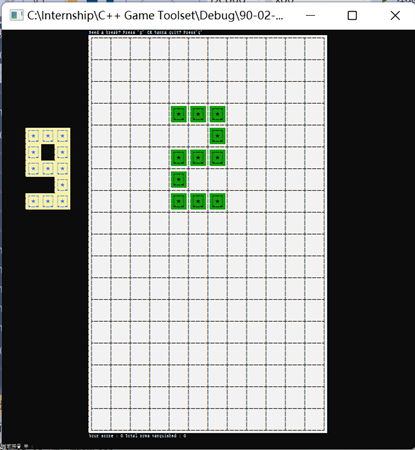 C:\Internship\C++ Game Toolset\Debug\90-02-...
Need a break? Press 'p' OR Wanna quit? Press'q'
Your score : 0 Total rows vanquished : 0